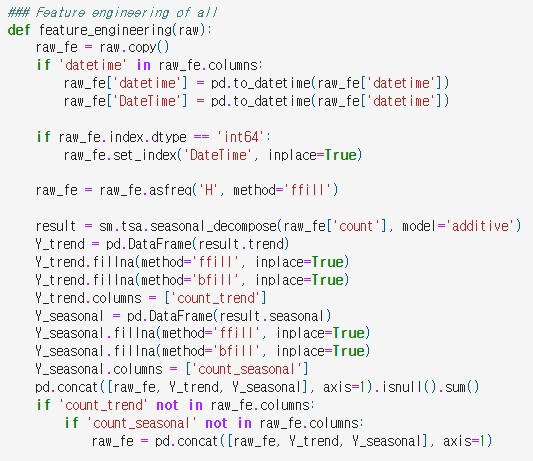 ### Feature engineering of all
def feature_engineering(raw):
    raw_fe = raw.copy()
    if 'datetime' in raw_fe.columns:
        raw_fe['datetime'] = pd.to_datetime(raw_fe['datetime'])
        raw_fe['DateTime'] = pd.to_datetime(raw_fe['datetime'])

    if raw_fe.index.dtype == 'int64':
        raw_fe.set_index('DateTime', inplace=True)

    raw_fe = raw_fe.asfreq('H', method='ffill')

    result = sm.tsa.seasonal_decompose(raw_fe['count'], model='additive')
    Y_trend = pd.DataFrame(result.trend)
    Y_trend.fillna(method='ffill', inplace=True)
    Y_trend.fillna(method='bfill', inplace=True)
    Y_trend.columns = ['count_trend']
    Y_seasonal = pd.DataFrame(result.seasonal)
    Y_seasonal.fillna(method='ffill', inplace=True)
    Y_seasonal.fillna(method='bfill', inplace=True)
    Y_seasonal.columns = ['count_seasonal']
    pd.concat([raw_fe, Y_trend, Y_seasonal], axis=1).isnull().sum()
    if 'count_trend' not in raw_fe.columns:
        if 'count_seasonal' not in raw_fe.columns:
            raw_fe = pd.concat([raw_fe, Y_trend, Y_seasonal], axis=1)